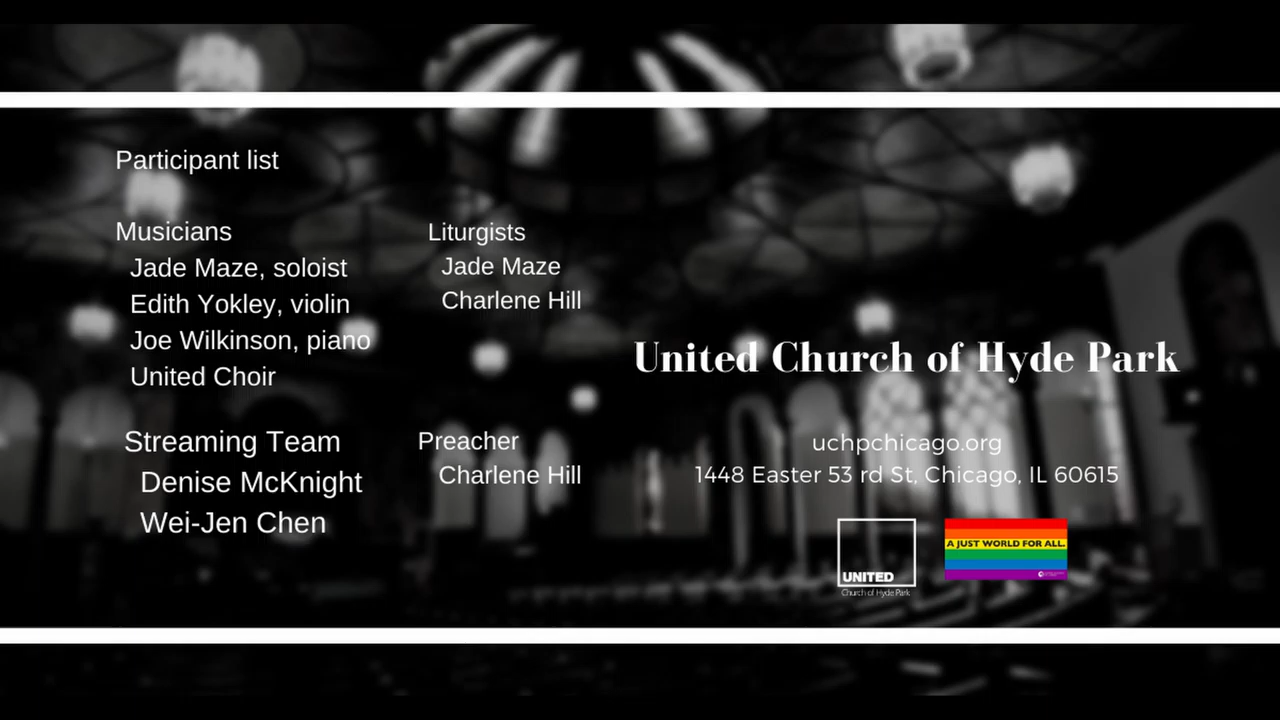 Participant list
Musicians
Jade Maze, soloist
Edith Yokley, violin
Joe Wilkinson, piano
United Choir
Liturgists
Jade Maze
Charlene Hill
Streaming Team
Denise McKnight
Wei-Jen Chen
Preacher
Charlene Hill
United Church of Hyde Park
uchpchicago.org
1448 Easter 53 rd St, Chicago, IL 60615
UNITED
Church of Hyde Park
A JUST WORLD FOR ALL.